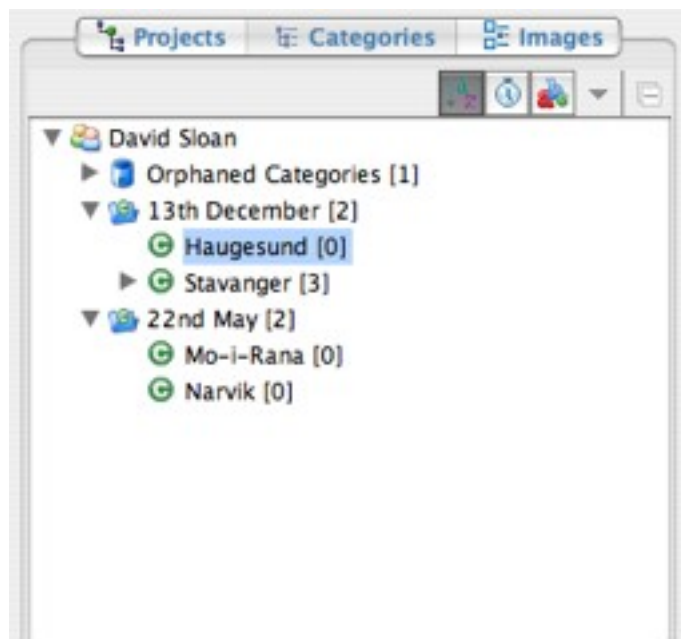 Projects Categories Images
David Sloan
Orphaned Categories [1]
13th December [2]
Haugesund [0]
Stavanger [3]
22nd May [2]
Mo-i-Rana [0]
Narvik [0]